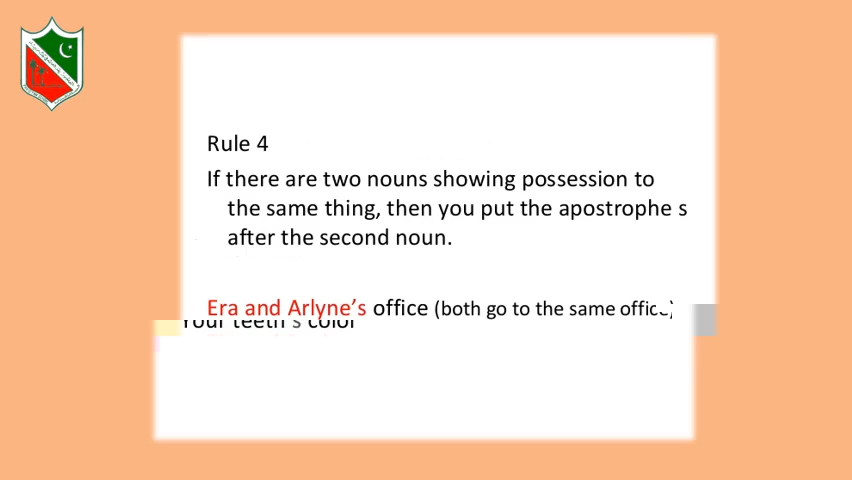 Rule 4
If there are two nouns showing possession to
the same thing, then you put the apostrophe s
after the second noun.
Era and Arlyne’s office (both go to the same office)
Your teeth's color